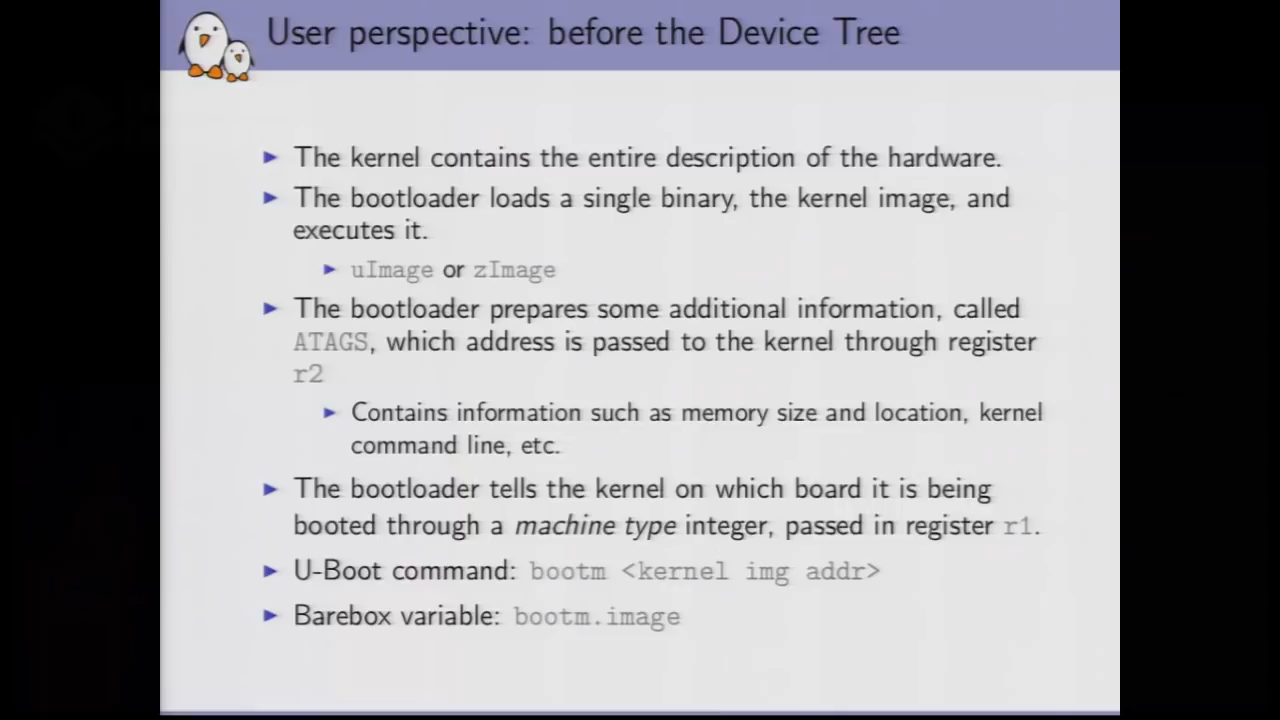 User perspective: before the Device Tree
The kernel contains the entire description of the hardware.
The bootloader loads a single binary, the kernel image, and
executes it.
uImage or zImage
The bootloader prepares some additional information, called
ATAGS, which address is passed to the kernel through register
r2
Contains information such as memory size and location, kernel
command line, etc.
The bootloader tells the kernel on which board it is being
booted through a machine type integer, passed in register r1.
U-Boot command: bootm <kernel img addr>
Barebox variable: bootm.image